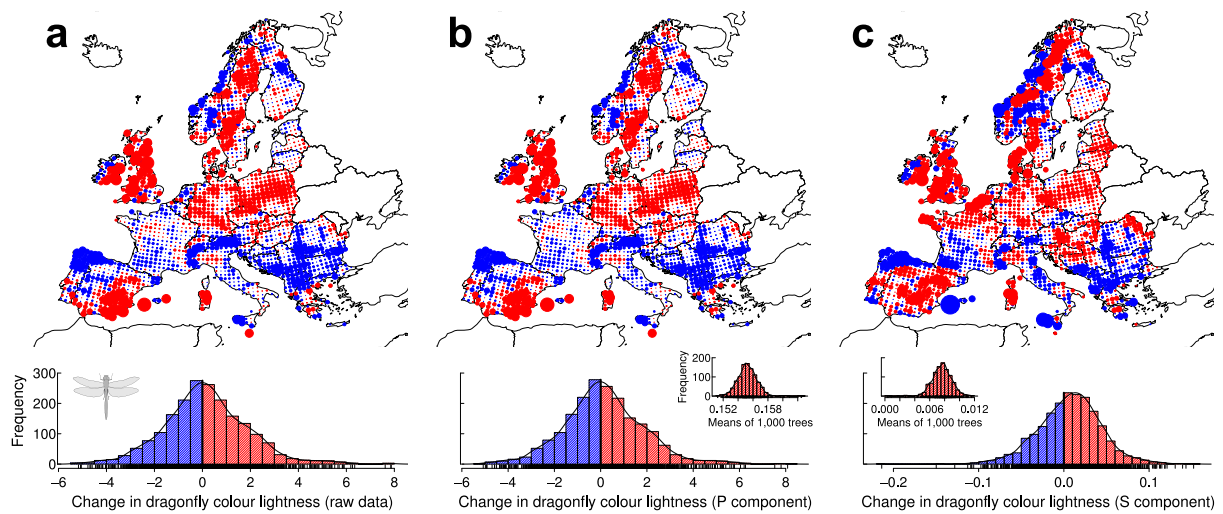 a b c
300
200
100
0
Frequency
−6 −4 −2 0 2 4 6 8
Change in dragonfly colour lightness (raw data)
200
100
0
Frequency
0.152 0.158
Means of 1,000 trees
−6 −4 −2 0 2 4 6 8
Change in dragonfly colour lightness (P component)
0.000 0.006 0.012
Means of 1,000 trees
−0.2 −0.1 0.0 0.1
Change in dragonfly colour lightness (S component)